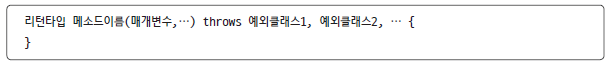 리턴타입 메소드이름(매개변수,…) throws 예외클래스1, 예외클래스2, … {
}